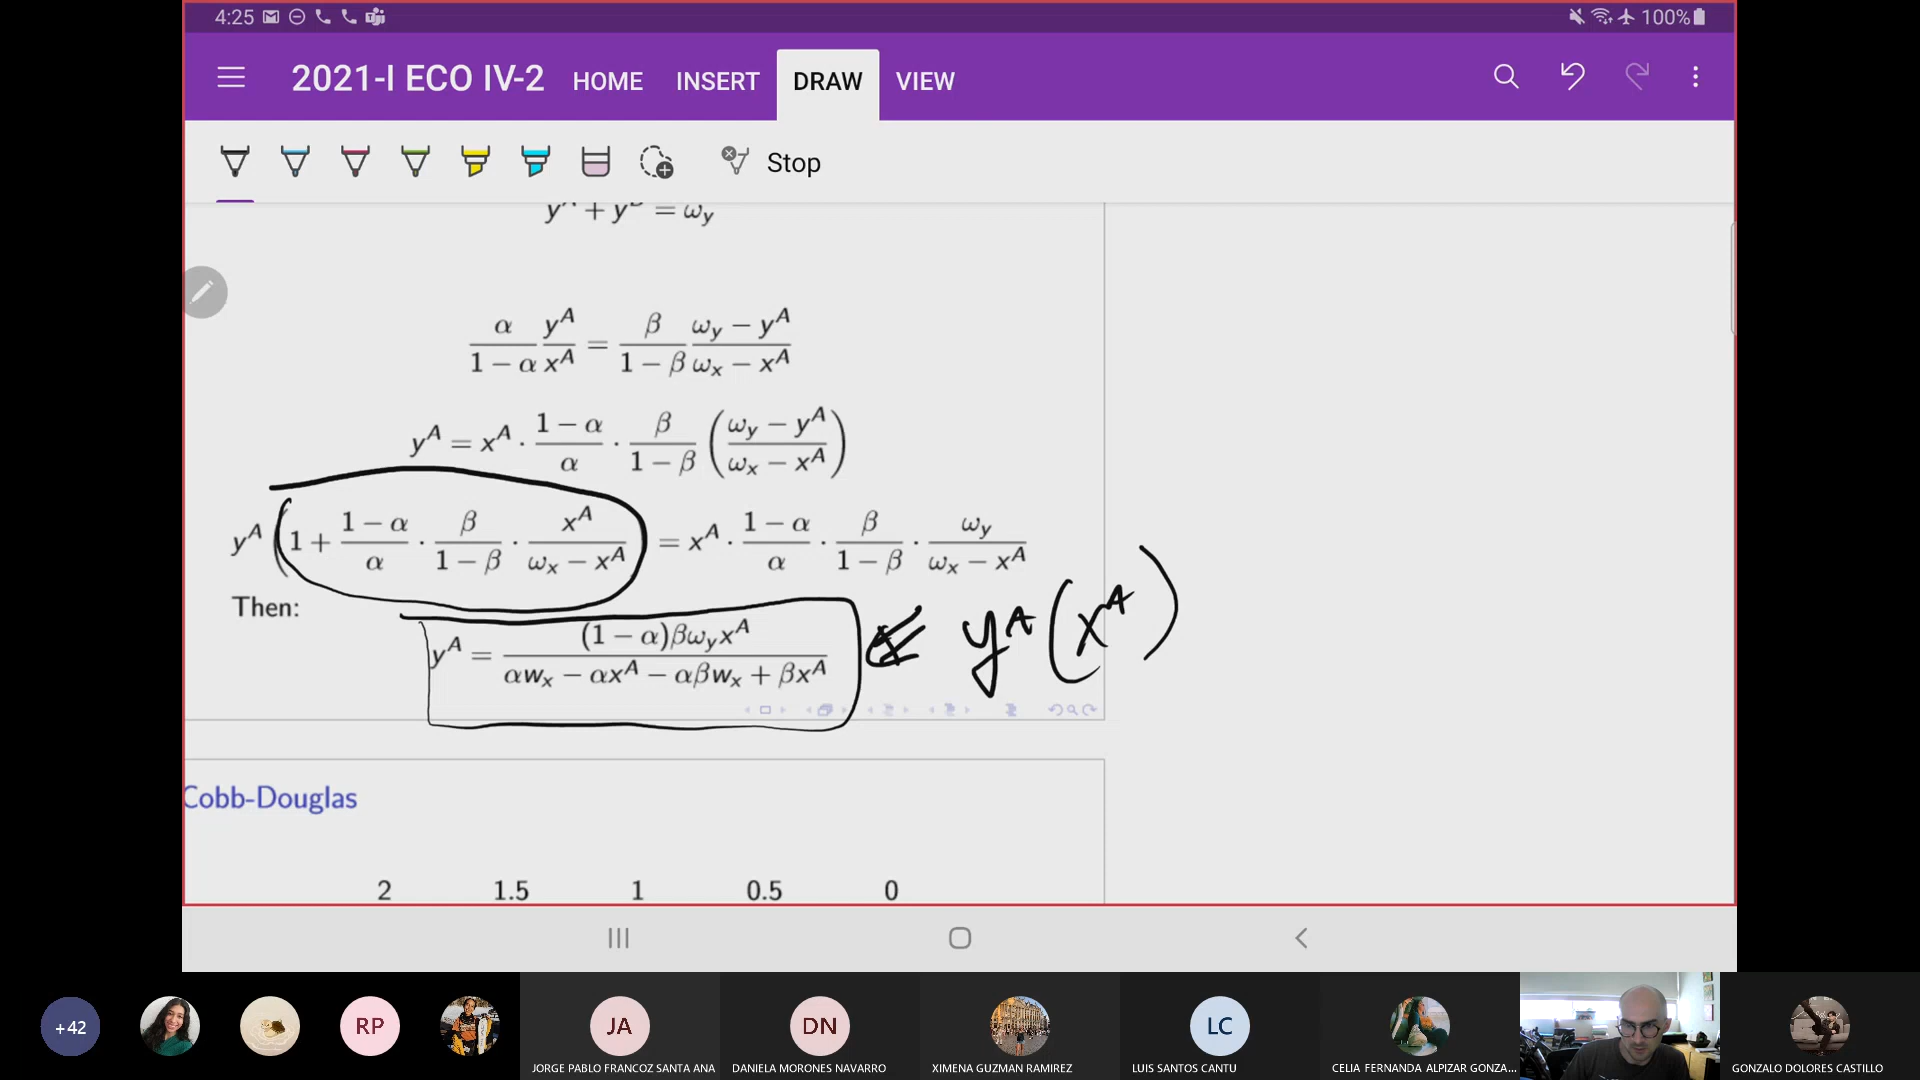 4:25 100%
2021-I ECO IV-2 HOME INSERT DRAW VIEW
Stop
y^A + y^B = ω_y
α/(1 − α) y^A/x^A = β/(1 − β) (ω_y − y^A)/(ω_x − x^A)
y^A = x^A · (1 − α)/α · β/(1 − β) ((ω_y − y^A)/(ω_x − x^A))
y^A (1 + (1 − α)/α · β/(1 − β) · x^A/(ω_x − x^A)) = x^A · (1 − α)/α · β/(1 − β) · ω_y/(ω_x − x^A)
Then:
y^A = (1 − α)βω_y x^A/(αw_x − αx^A − αβw_x + βx^A) y^A(x^A)
Cobb-Douglas
2 1.5 1 0.5 0
+42 RP JA DN LC
JORGE PABLO FRANCOZ SANTA ANA DANIELA MORONES NAVARRO XIMENA GUZMAN RAMIREZ LUIS SANTOS CANTU CELIA FERNANDA ALPIZAR GONZA... GONZALO DOLORES CASTILLO